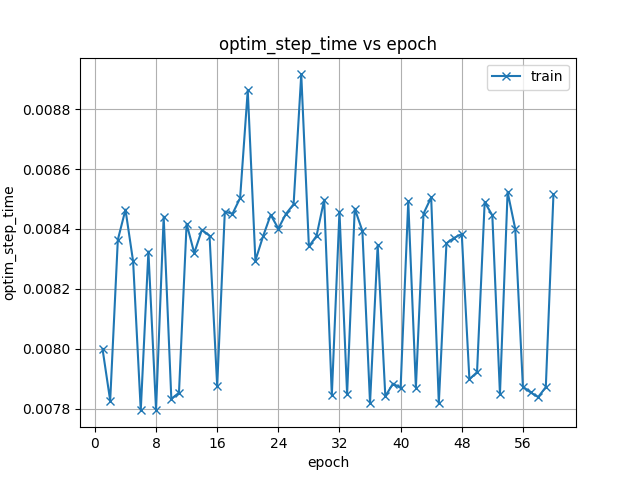 optim_step_time vs epoch
train
optim_step_time
0.0088
0.0086
0.0084
0.0082
0.0080
0.0078
0 8 16 24 32 40 48 56
epoch